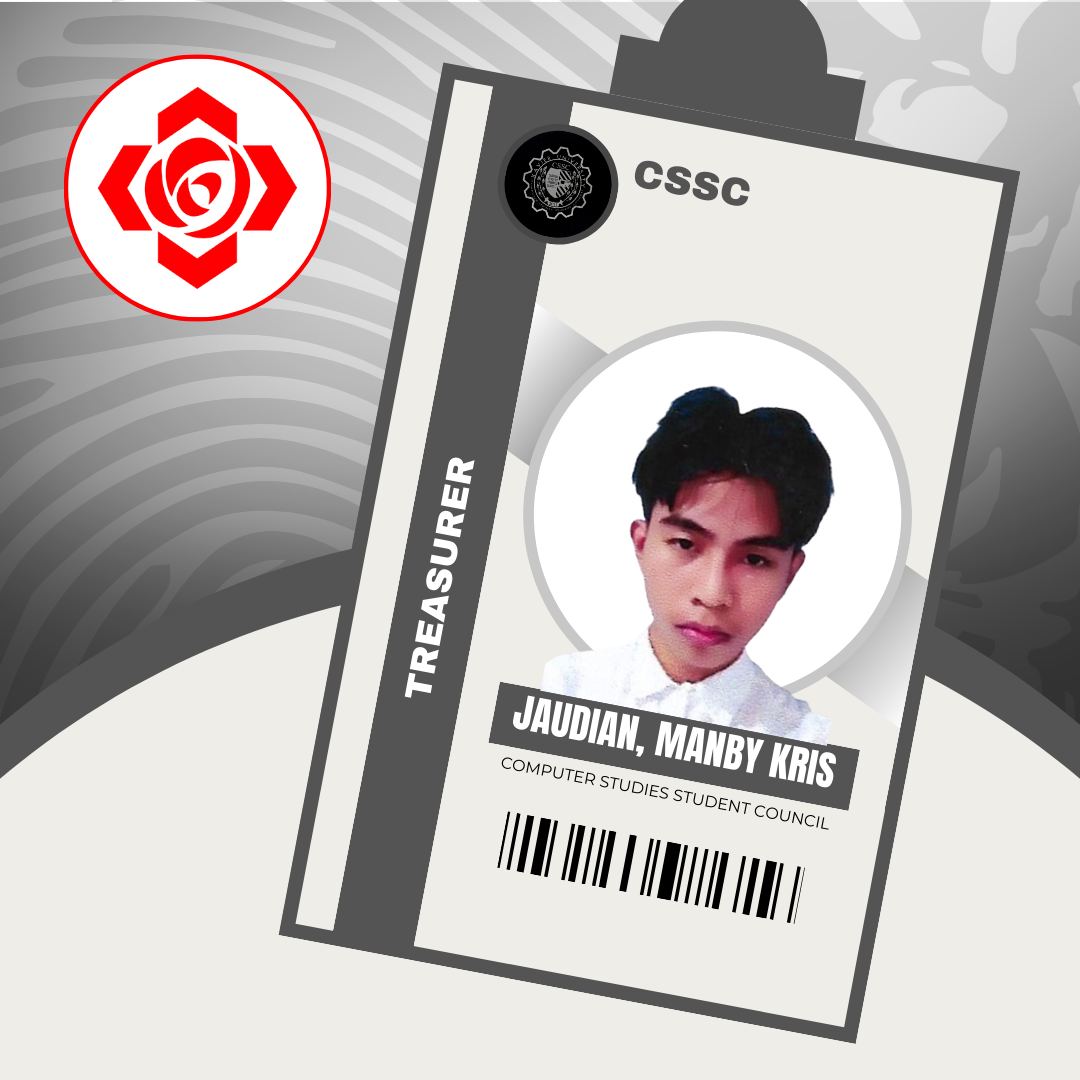 CSSC
TREASURER
JAUDIAN, MANBY KRIS
COMPUTER STUDIES STUDENT COUNCIL